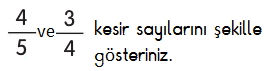 4/5 ve 3/4 kesir sayılarını şekille
gösteriniz.